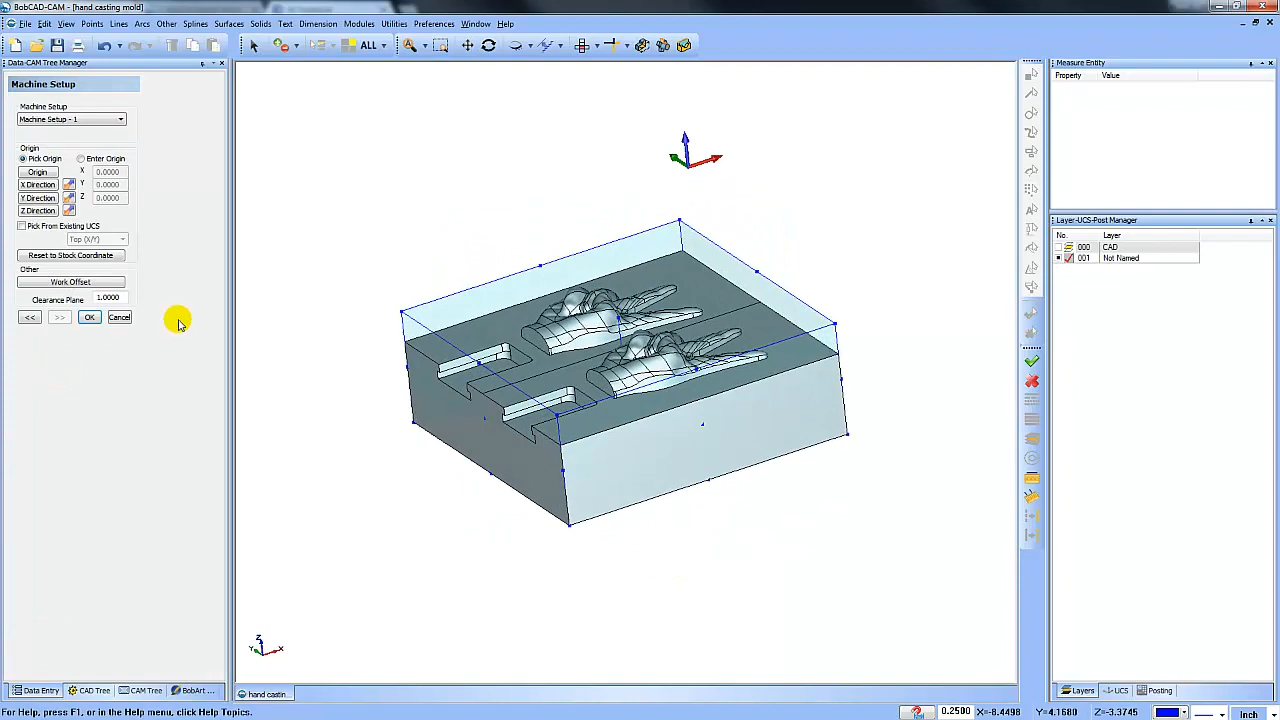 BobCAD-CAM - [hand casting mold]
File Edit View Points Lines Arcs Other Splines Surfaces Solids Text Dimension Modules Utilities Preferences Window Help
ALL
Data-CAM Tree Manager
Machine Setup
Machine Setup
Machine Setup - 1
Origin
Pick Origin Enter Origin
Origin X 0.0000
X Direction Y 0.0000
Y Direction Z 0.0000
Z Direction
Pick From Existing UCS
Top (X/Y)
Reset to Stock Coordinate
Other
Work Offset
Clearance Plane 1.0000
<< >> OK Cancel
Data Entry CAD Tree CAM Tree BobArt ...
Z
Y X
hand castin...
Measure Entity
Property Value
Layer-UCS-Post Manager
No. Layer
000 CAD
001 Not Named
Layers UCS Posting
For Help, press F1, or in the Help menu, click Help Topics. 0.2500 X=-8.4498 Y=4.1680 Z=-3.3745 Inch